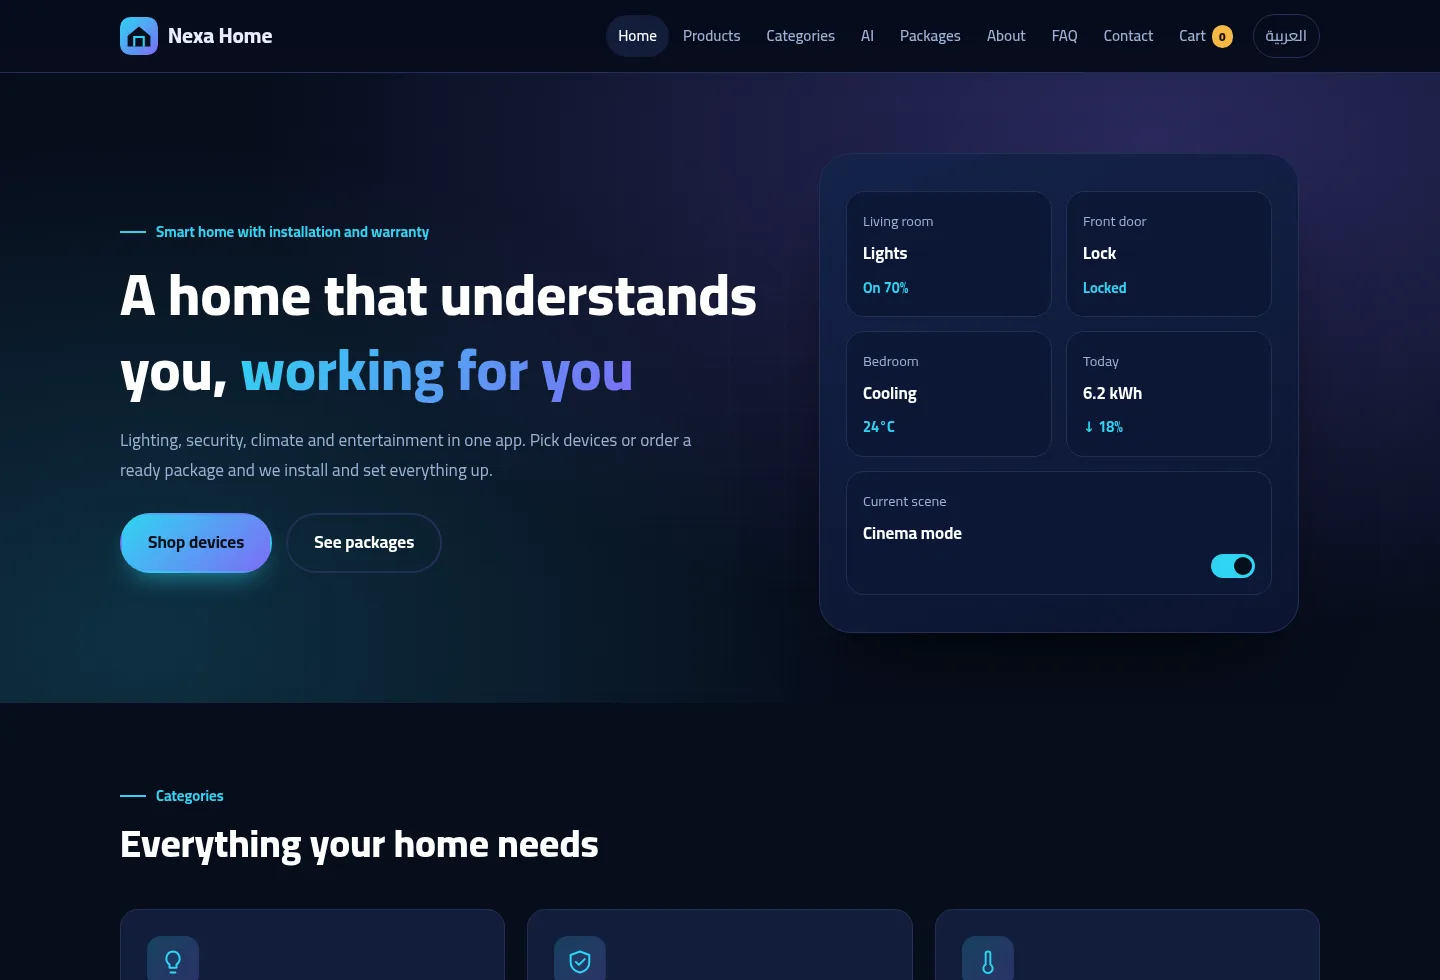 Nexa Home
Home
Products
Categories
AI
Packages
About
FAQ
Contact
Cart 0
العربية
Smart home with installation and warranty
A home that understands
you, working for you
Lighting, security, climate and entertainment in one app. Pick devices or order a
ready package and we install and set everything up.
Shop devices
See packages
Living room
Lights
On 70%
Front door
Lock
Locked
Bedroom
Cooling
24°C
Today
6.2 kWh
↓ 18%
Current scene
Cinema mode
Categories
Everything your home needs